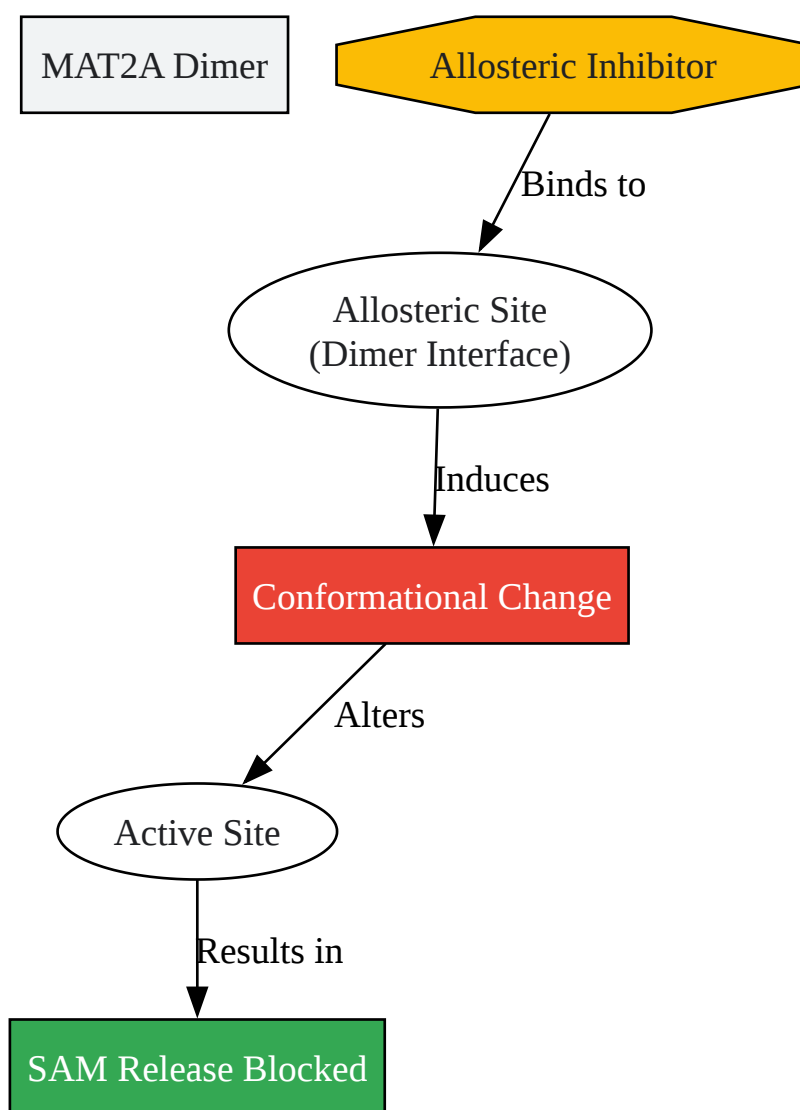 MAT2A Dimer
Allosteric Inhibitor
Binds to
Allosteric Site
(Dimer Interface)
Induces
Conformational Change
Alters
Active Site
Results in
SAM Release Blocked